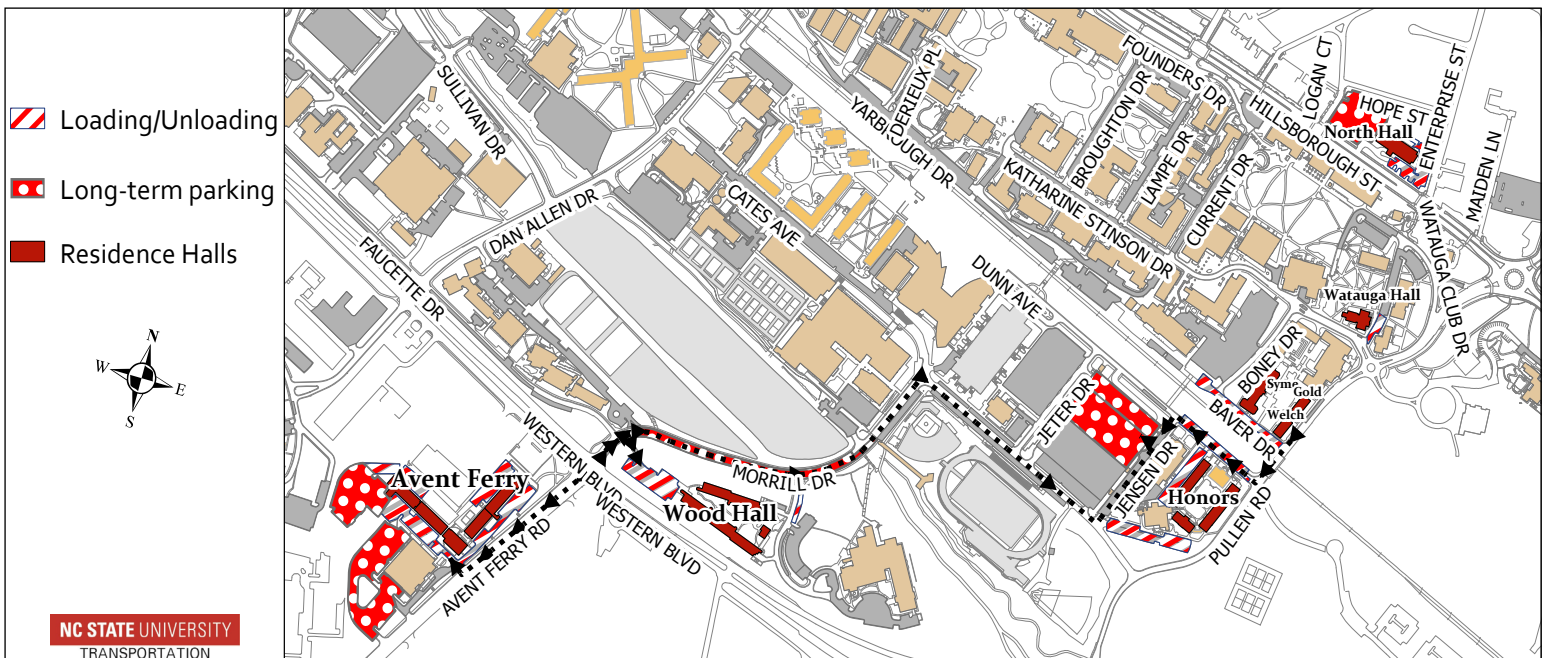 Loading/Unloading
Long-term parking
Residence Halls
N
W
E
S
NC STATE UNIVERSITY
TRANSPORTATION
SULLIVAN DR
FAUCETTE DR
DAN ALLEN DR
CATES AVE
YARBROUGH DR
DERIEUX PL
FOUNDERS DR
BROUGHTON DR
LAMPE DR
CURRENT DR
KATHARINE STINSON DR
HILLSBOROUGH ST
LOGAN CT
HOPE ST
North Hall
ENTERPRISE ST
MAIDEN LN
WATAUGA CLUB DR
Watauga Hall
DUNN AVE
BONEY DR
Syme
Gold
Welch
BAVER DR
JETER DR
JENSEN DR
Honors
PULLEN RD
MORRILL DR
Wood Hall
WESTERN BLVD
WESTERN BLVD
Avent Ferry
AVENT FERRY RD